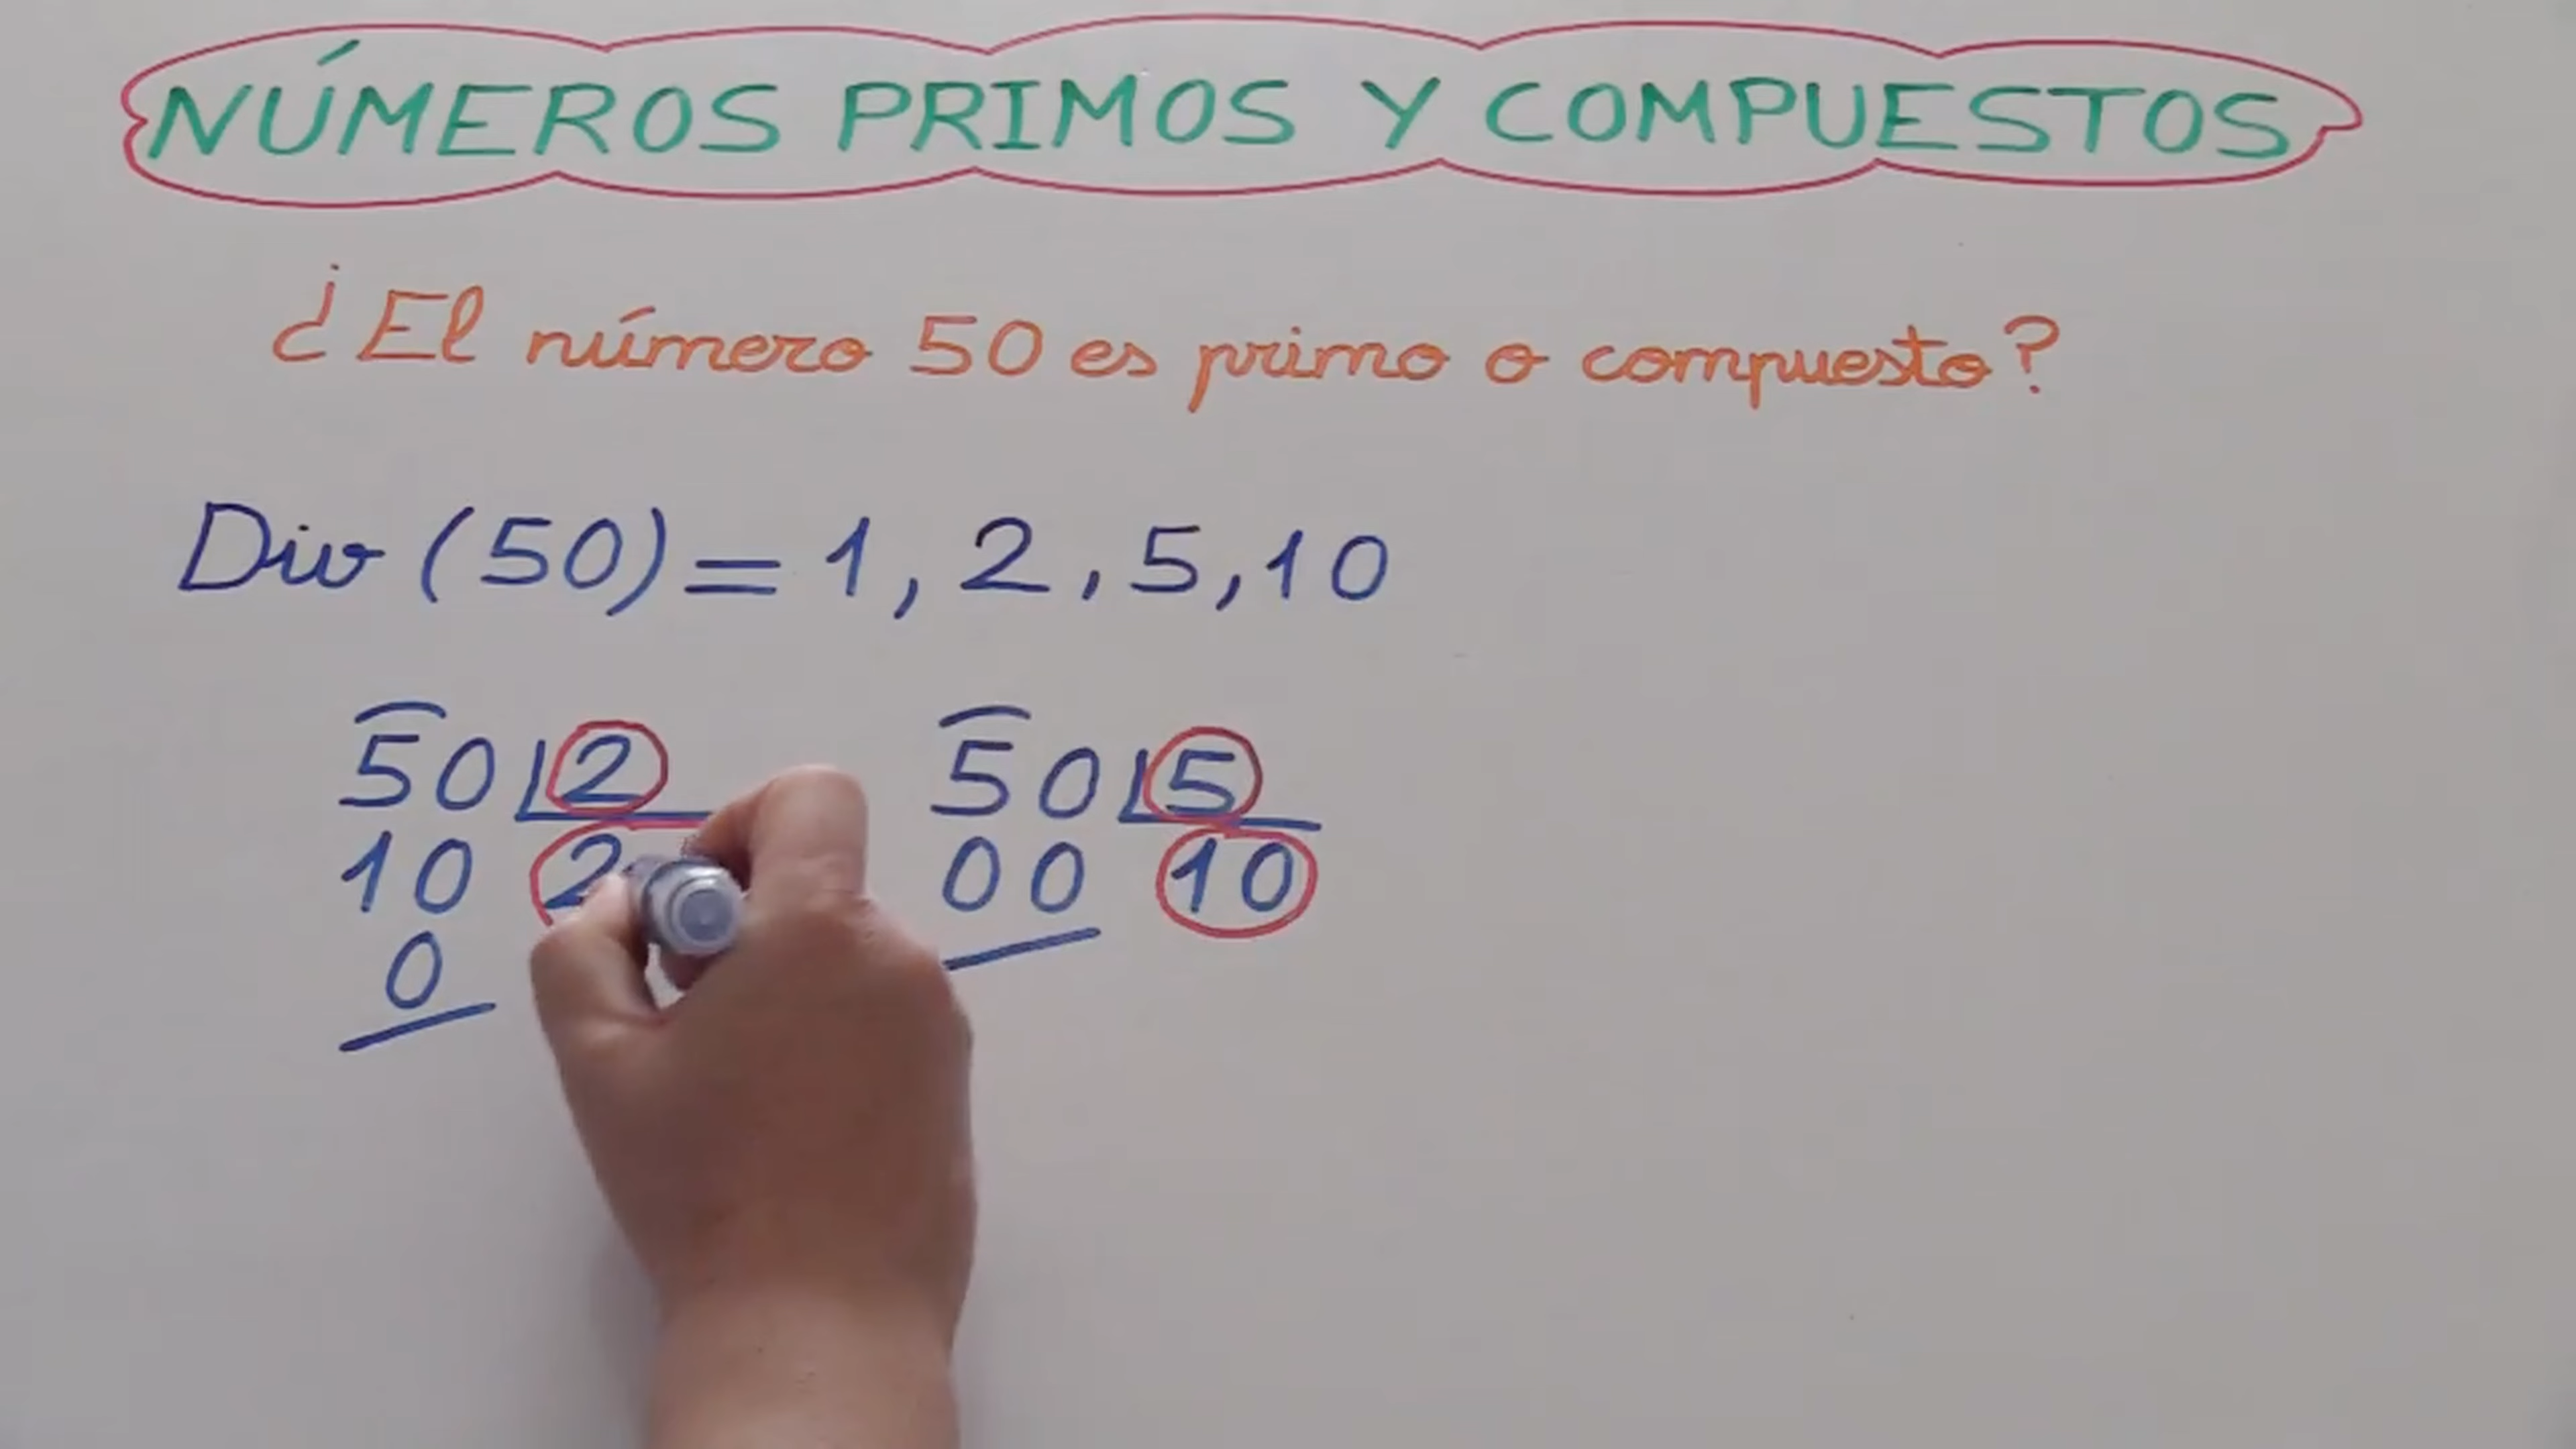 NÚMEROS PRIMOS Y COMPUESTOS
¿El número 50 es primo o compuesto?
Div (50) = 1, 2, 5, 10
50 2 50 5
10 2 00 10
0